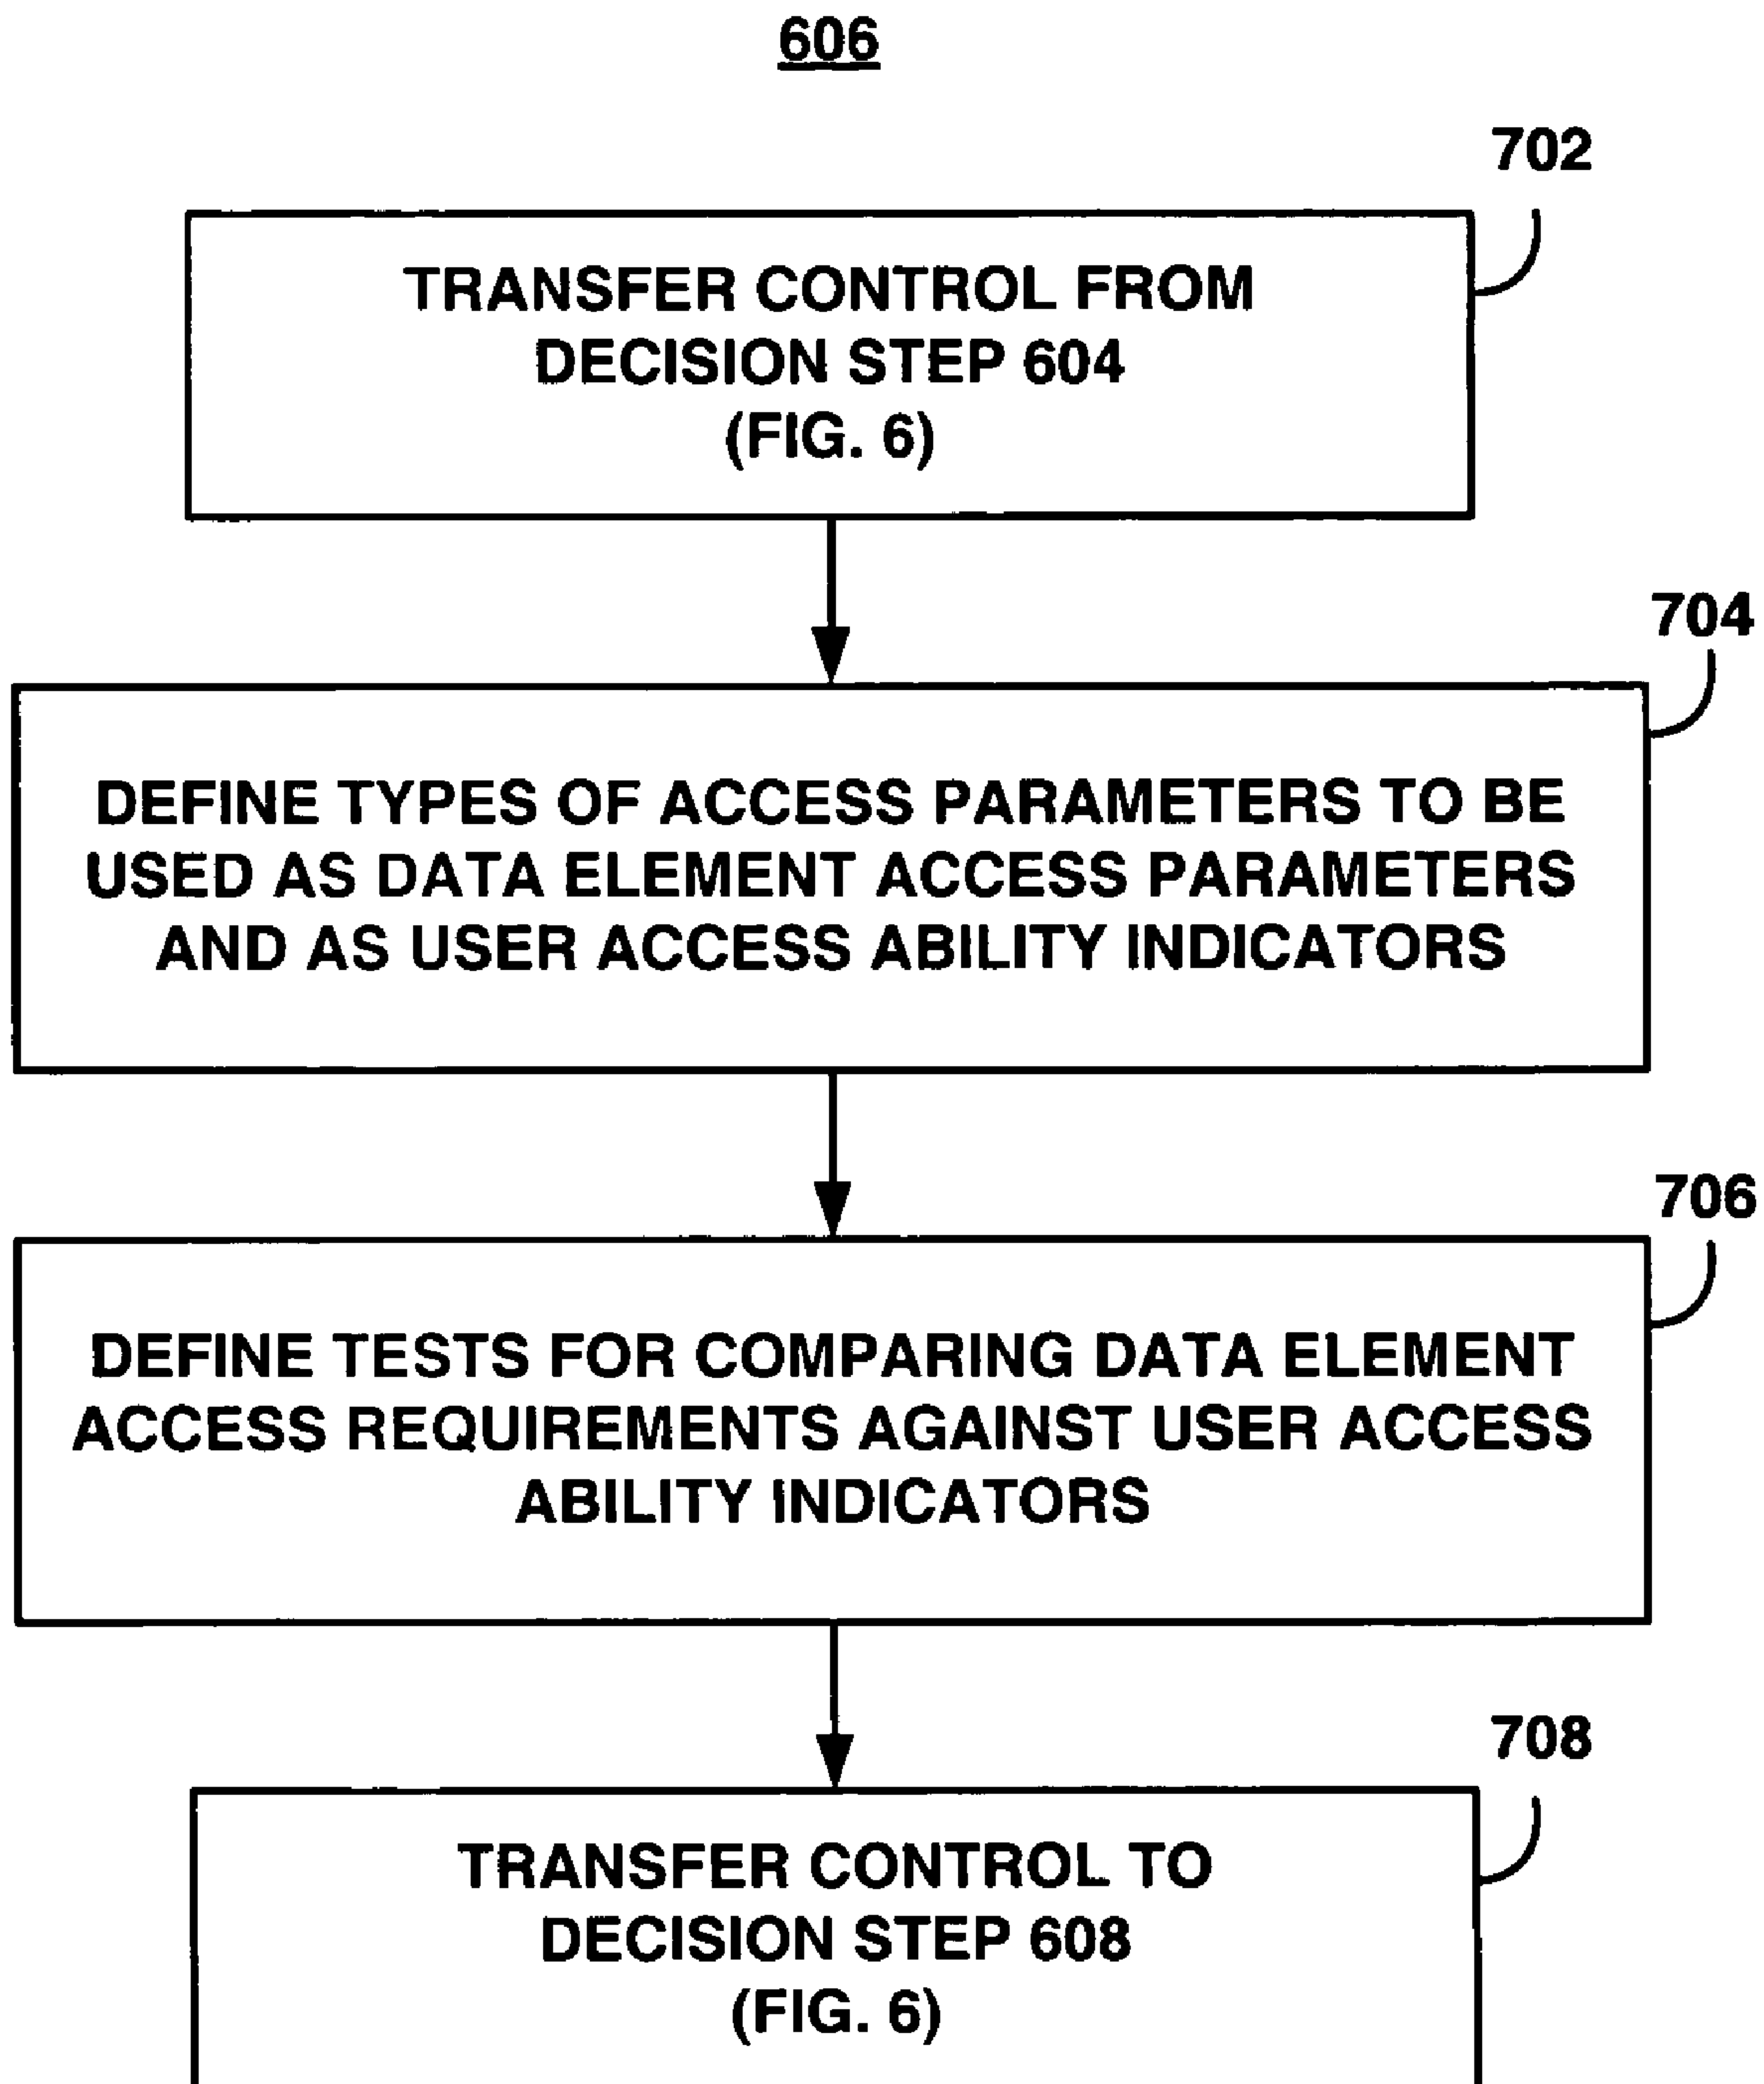 606
702
TRANSFER CONTROL FROM
DECISION STEP 604
(FIG. 6)
704
DEFINE TYPES OF ACCESS PARAMETERS TO BE
USED AS DATA ELEMENT ACCESS PARAMETERS
AND AS USER ACCESS ABILITY INDICATORS
706
DEFINE TESTS FOR COMPARING DATA ELEMENT
ACCESS REQUIREMENTS AGAINST USER ACCESS
ABILITY INDICATORS
708
TRANSFER CONTROL TO
DECISION STEP 608
(FIG. 6)